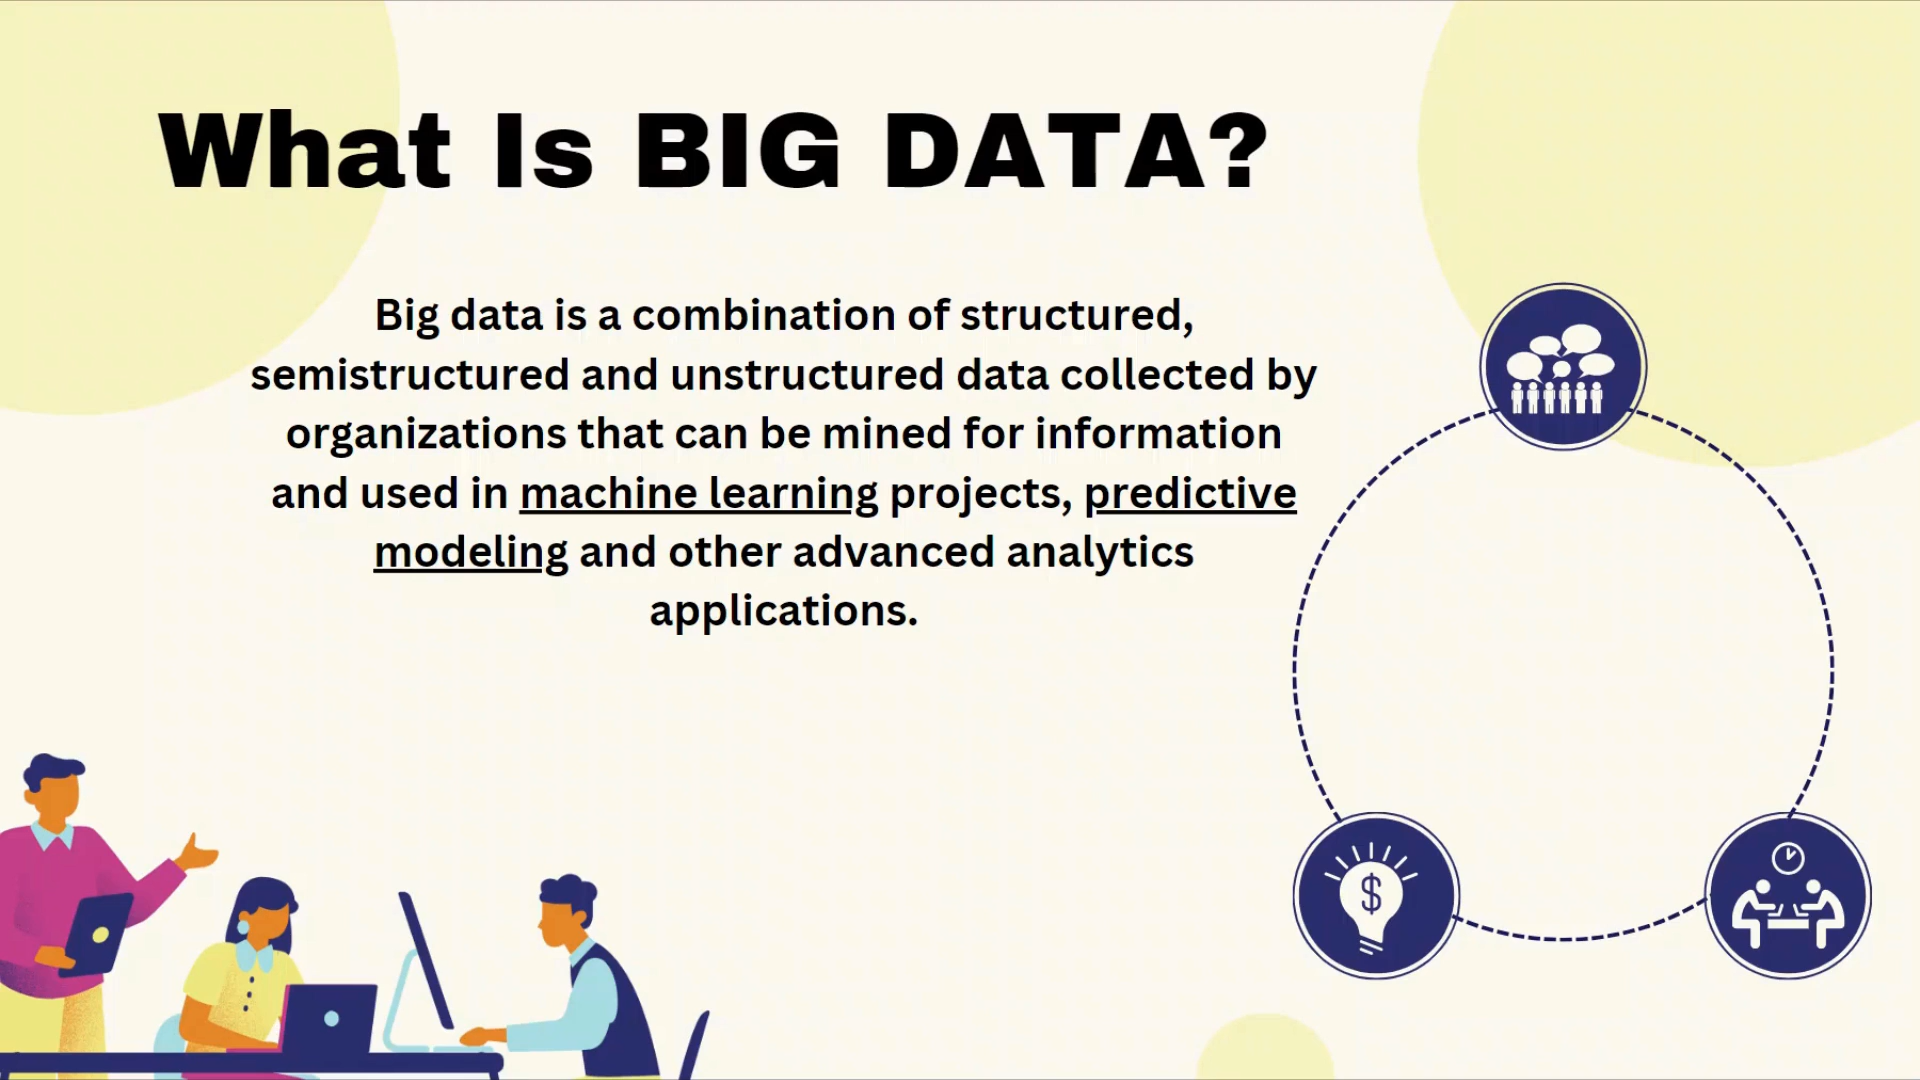 What Is BIG DATA?
Big data is a combination of structured,
semistructured and unstructured data collected by
organizations that can be mined for information
and used in machine learning projects, predictive
modeling and other advanced analytics
applications.
$